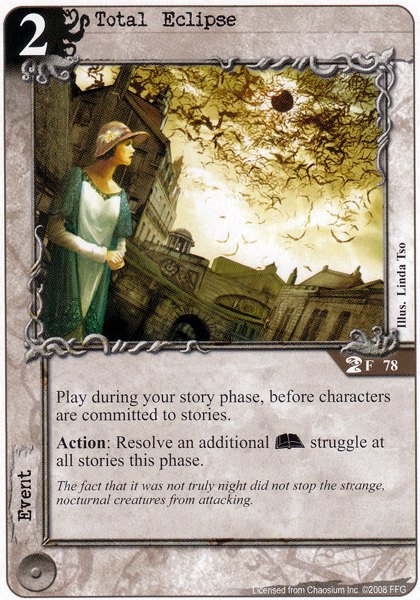 2
Total Eclipse
Illus. Linda Tso
F 78
Play during your story phase, before characters
are committed to stories.
Action: Resolve an additional struggle at
all stories this phase.
The fact that it was not truly night did not stop the strange,
nocturnal creatures from attacking.
Event
Licensed from Chaosium Inc. ©2008 FFG